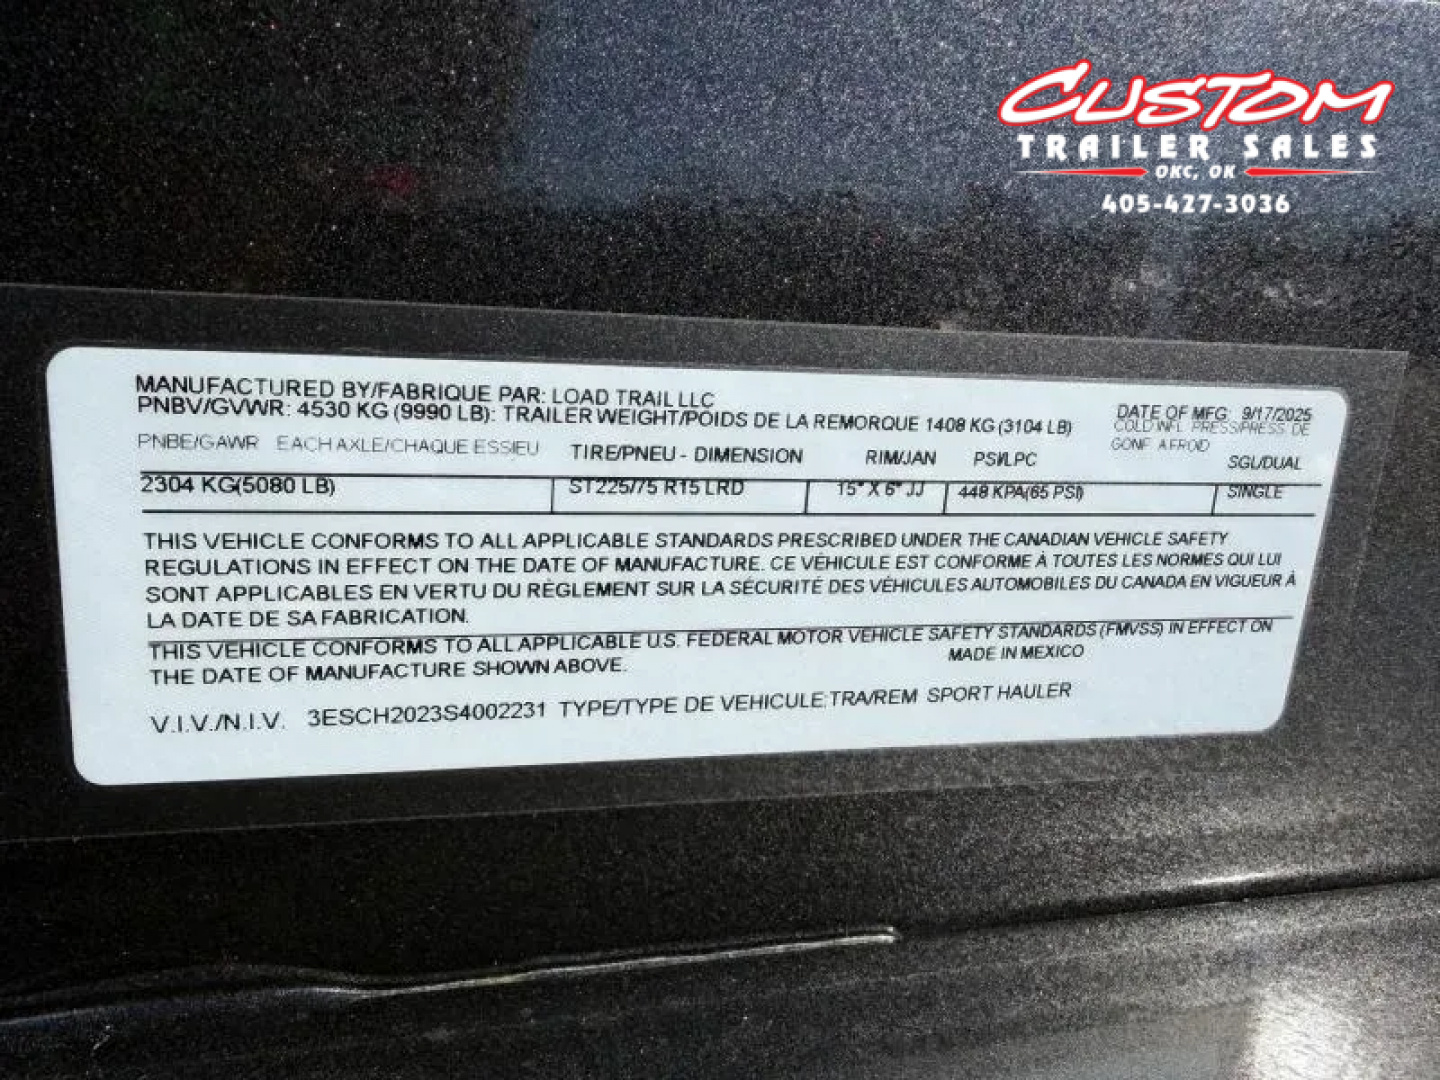 CUSTOM
TRAILER SALES
OKC, OK
405-427-3036
MANUFACTURED BY/FABRIQUE PAR: LOAD TRAIL LLC
PNBV/GVWR: 4530 KG (9990 LB): TRAILER WEIGHT/POIDS DE LA REMORQUE 1408 KG (3104 LB)
DATE OF MFG: 9/17/2025
PNBE/GAWR EACH AXLE/CHAQUE ESSIEU TIRE/PNEU - DIMENSION RIM/JAN PSI/LPC
COLD INFL. PRESS/PRESS. DE
GONF. A FROID
SGL/DUAL
2304 KG(5080 LB) ST225/75 R15 LRD 15" X 6" JJ 448 KPA(65 PSI) SINGLE
THIS VEHICLE CONFORMS TO ALL APPLICABLE STANDARDS PRESCRIBED UNDER THE CANADIAN VEHICLE SAFETY
REGULATIONS IN EFFECT ON THE DATE OF MANUFACTURE. CE VÉHICULE EST CONFORME À TOUTES LES NORMES QUI LUI
SONT APPLICABLES EN VERTU DU RÈGLEMENT SUR LA SÉCURITÉ DES VÉHICULES AUTOMOBILES DU CANADA EN VIGUEUR À
LA DATE DE SA FABRICATION.
THIS VEHICLE CONFORMS TO ALL APPLICABLE U.S. FEDERAL MOTOR VEHICLE SAFETY STANDARDS (FMVSS) IN EFFECT ON
THE DATE OF MANUFACTURE SHOWN ABOVE. MADE IN MEXICO
V.I.V./N.I.V. 3ESCH2023S4002231 TYPE/TYPE DE VEHICULE:TRA/REM SPORT HAULER